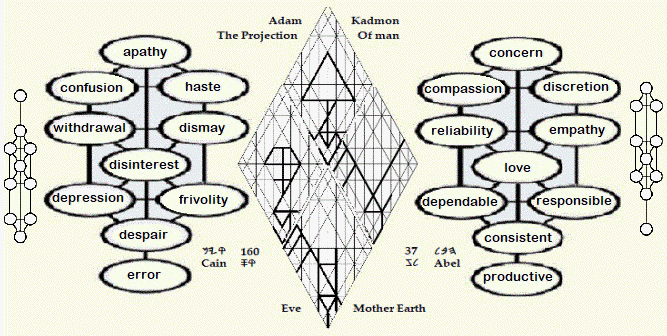 Adam Kadmon
The Projection Of man
apathy
confusion haste
withdrawal dismay
disinterest
depression frivolity
despair
error
160
Cain
37
Abel
Eve Mother Earth
concern
compassion discretion
reliability empathy
love
dependable responsible
consistent
productive